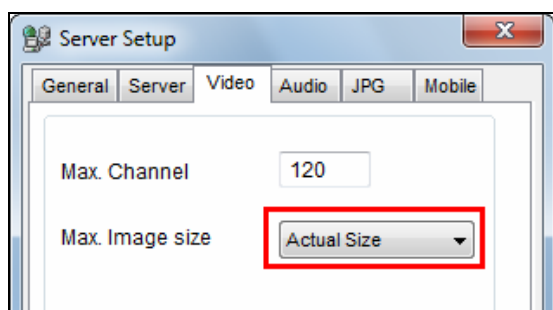 Server Setup
General Server Video Audio JPG Mobile
Max. Channel 120
Max. Image size Actual Size